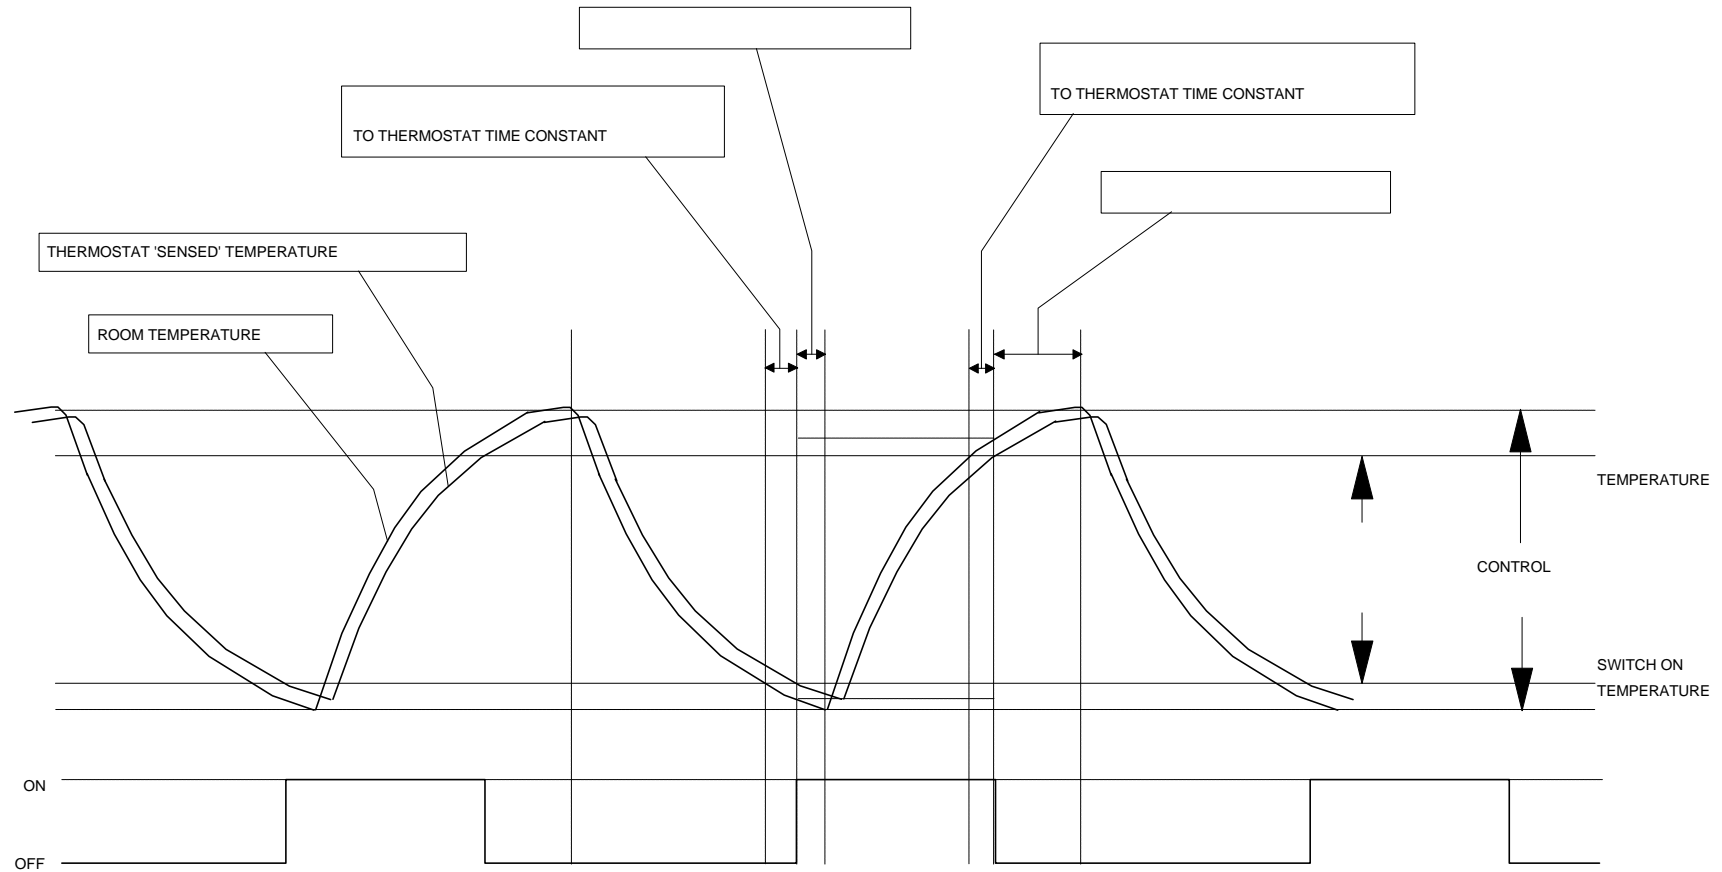 TO THERMOSTAT TIME CONSTANT
TO THERMOSTAT TIME CONSTANT
THERMOSTAT 'SENSED' TEMPERATURE
ROOM TEMPERATURE
TEMPERATURE
CONTROL
SWITCH ON
TEMPERATURE
ON
OFF